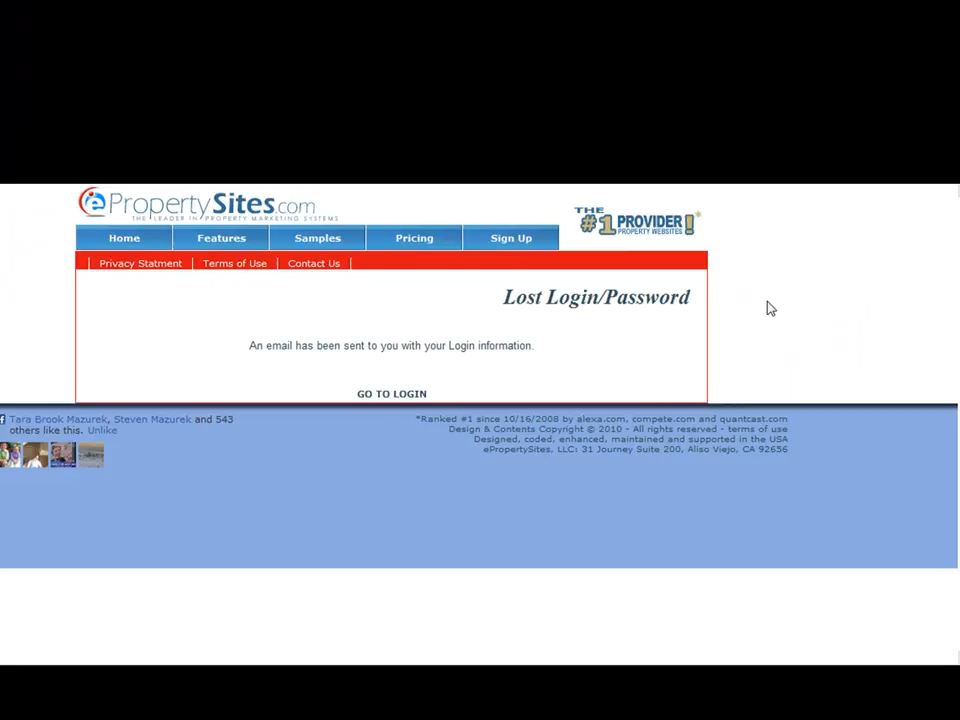 ePropertySites.com
THE LEADER IN PROPERTY MARKETING SYSTEMS
THE #1 PROVIDER!
PROPERTY WEBSITES
Home Features Samples Pricing Sign Up
| Privacy Statment | Terms of Use | Contact Us |
Lost Login/Password
An email has been sent to you with your Login information.
GO TO LOGIN
Tara Brook Mazurek, Steven Mazurek and 543
others like this. Unlike
*Ranked #1 since 10/16/2008 by alexa.com, compete.com and quantcast.com
Design & Contents Copyright © 2010 - All rights reserved - terms of use
Designed, coded, enhanced, maintained and supported in the USA
ePropertySites, LLC: 31 Journey Suite 200, Aliso Viejo, CA 92656